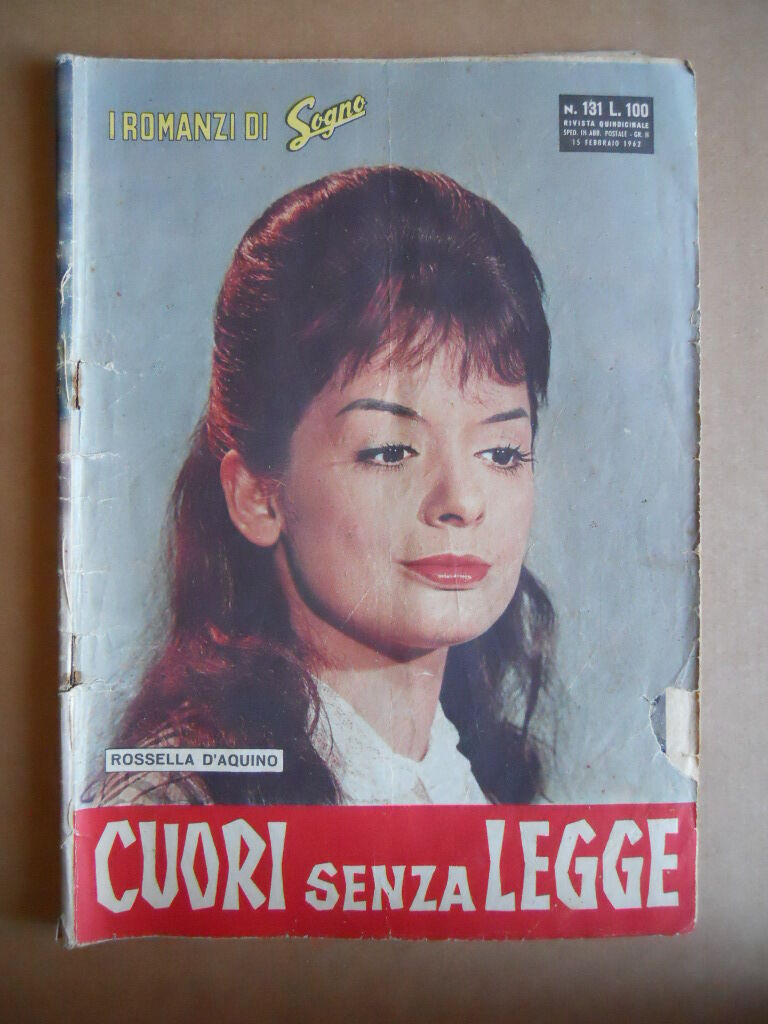 I ROMANZI DI Sogno
N. 131 L. 100
RIVISTA QUINDICINALE
SPED. IN ABB. POSTALE - GR. II
15 FEBBRAIO 1962
ROSSELLA D'AQUINO
CUORI SENZA LEGGE